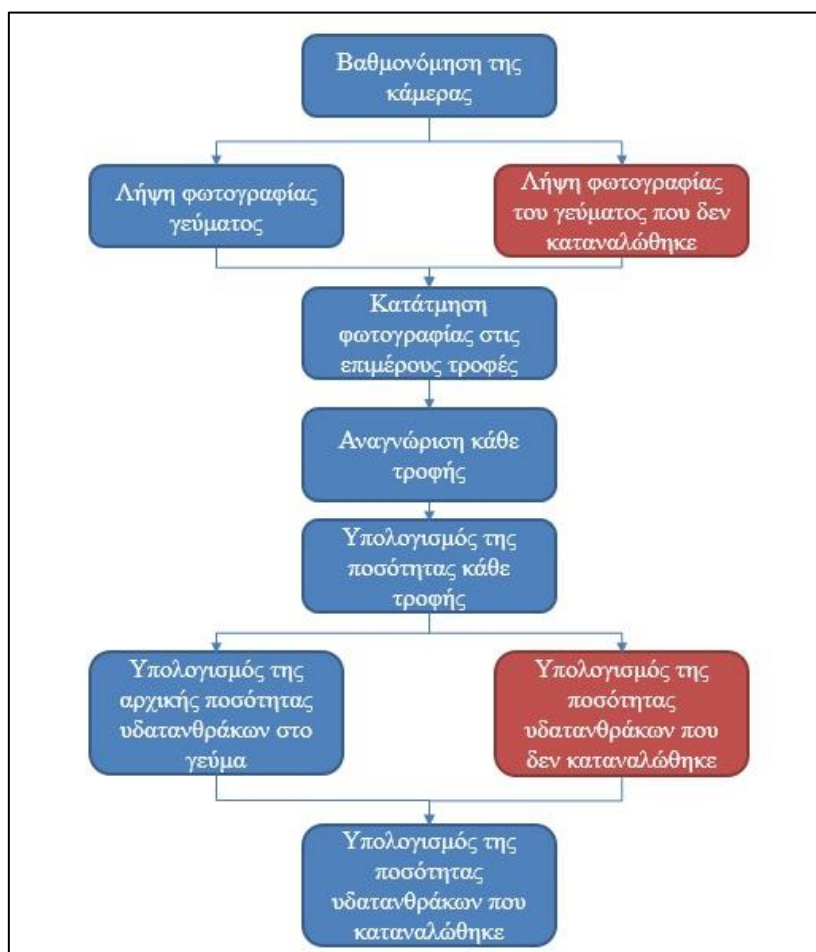 Βαθμονόμηση της
κάμερας
Λήψη φωτογραφίας
γεύματος
Λήψη φωτογραφίας
του γεύματος που δεν
καταναλώθηκε
Κατάτμηση
φωτογραφίας στις
επιμέρους τροφές
Αναγνώριση κάθε
τροφής
Υπολογισμός της
ποσότητας κάθε
τροφής
Υπολογισμός της
αρχικής ποσότητας
υδατανθράκων στο
γεύμα
Υπολογισμός της
ποσότητας
υδατανθράκων που
δεν καταναλώθηκε
Υπολογισμός της
ποσότητας
υδατανθράκων που
καταναλώθηκε